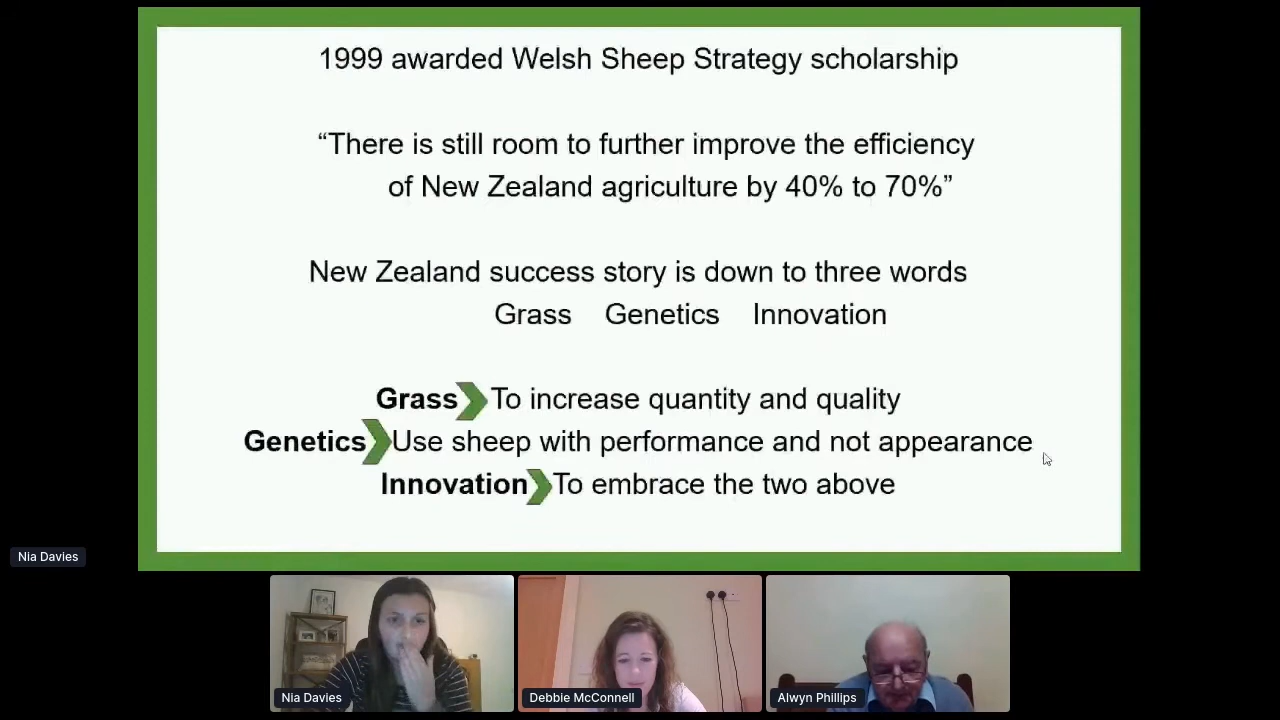 1999 awarded Welsh Sheep Strategy scholarship
“There is still room to further improve the efficiency
of New Zealand agriculture by 40% to 70%”
New Zealand success story is down to three words
Grass Genetics Innovation
Grass To increase quantity and quality
Genetics Use sheep with performance and not appearance
Innovation To embrace the two above
Nia Davies
Nia Davies
Debbie McConnell
Alwyn Phillips